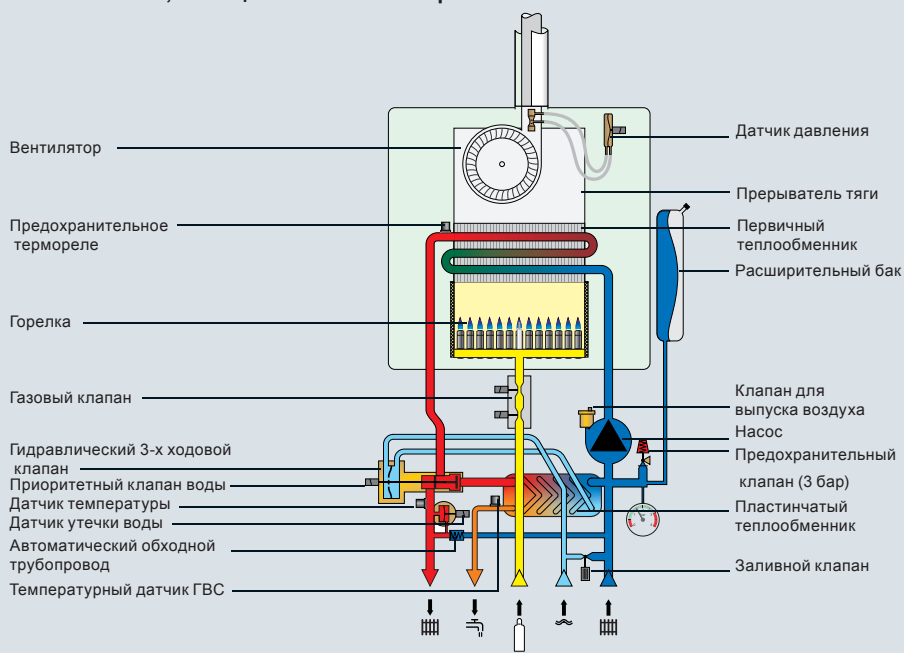 Вентилятор
Предохранительное
термореле
Горелка
Газовый клапан
Гидравлический 3-х ходовой
клапан
Приоритетный клапан воды
Датчик температуры
Датчик утечки воды
Автоматический обходной
трубопровод
Температурный датчик ГВС
Датчик давления
Прерыватель тяги
Первичный
теплообменник
Расширительный бак
Клапан для
выпуска воздуха
Насос
Предохранительный
клапан (3 бар)
Пластинчатый
теплообменник
Заливной клапан